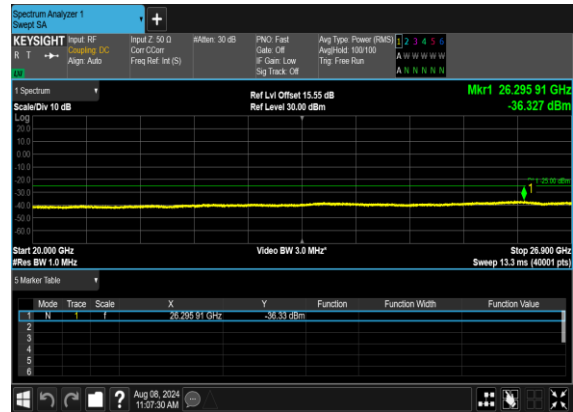 Spectrum Analyzer 1
Swept SA
KEYSIGHT
R T
Input: RF
Coupling: DC
Align: Auto
Input Z: 50 Ω
Corr CCorr
Freq Ref: Int (S)
#Atten: 30 dB
PNO: Fast
Gate: Off
IF Gain: Low
Sig Track: Off
Avg Type: Power (RMS)
Avg|Hold: 100/100
Trig: Free Run
1 2 3 4 5 6
A W W W W W
A N N N N N
1 Spectrum
Scale/Div 10 dB
Ref Lvl Offset 15.55 dB
Ref Level 30.00 dBm
Mkr1 26.295 91 GHz
-36.327 dBm
Log
20.0
10.0
0.00
-10.0
-20.0
-30.0
-40.0
-50.0
-60.0
1 -25.00 dBm
1
Start 20.000 GHz
#Res BW 1.0 MHz
Video BW 3.0 MHz*
Stop 26.900 GHz
Sweep 13.3 ms (40001 pts)
5 Marker Table
Mode Trace Scale X Y Function Function Width Function Value
1 N 1 f 26.295 91 GHz -36.33 dBm
2
3
4
5
6
?
Aug 08, 2024
11:07:30 AM